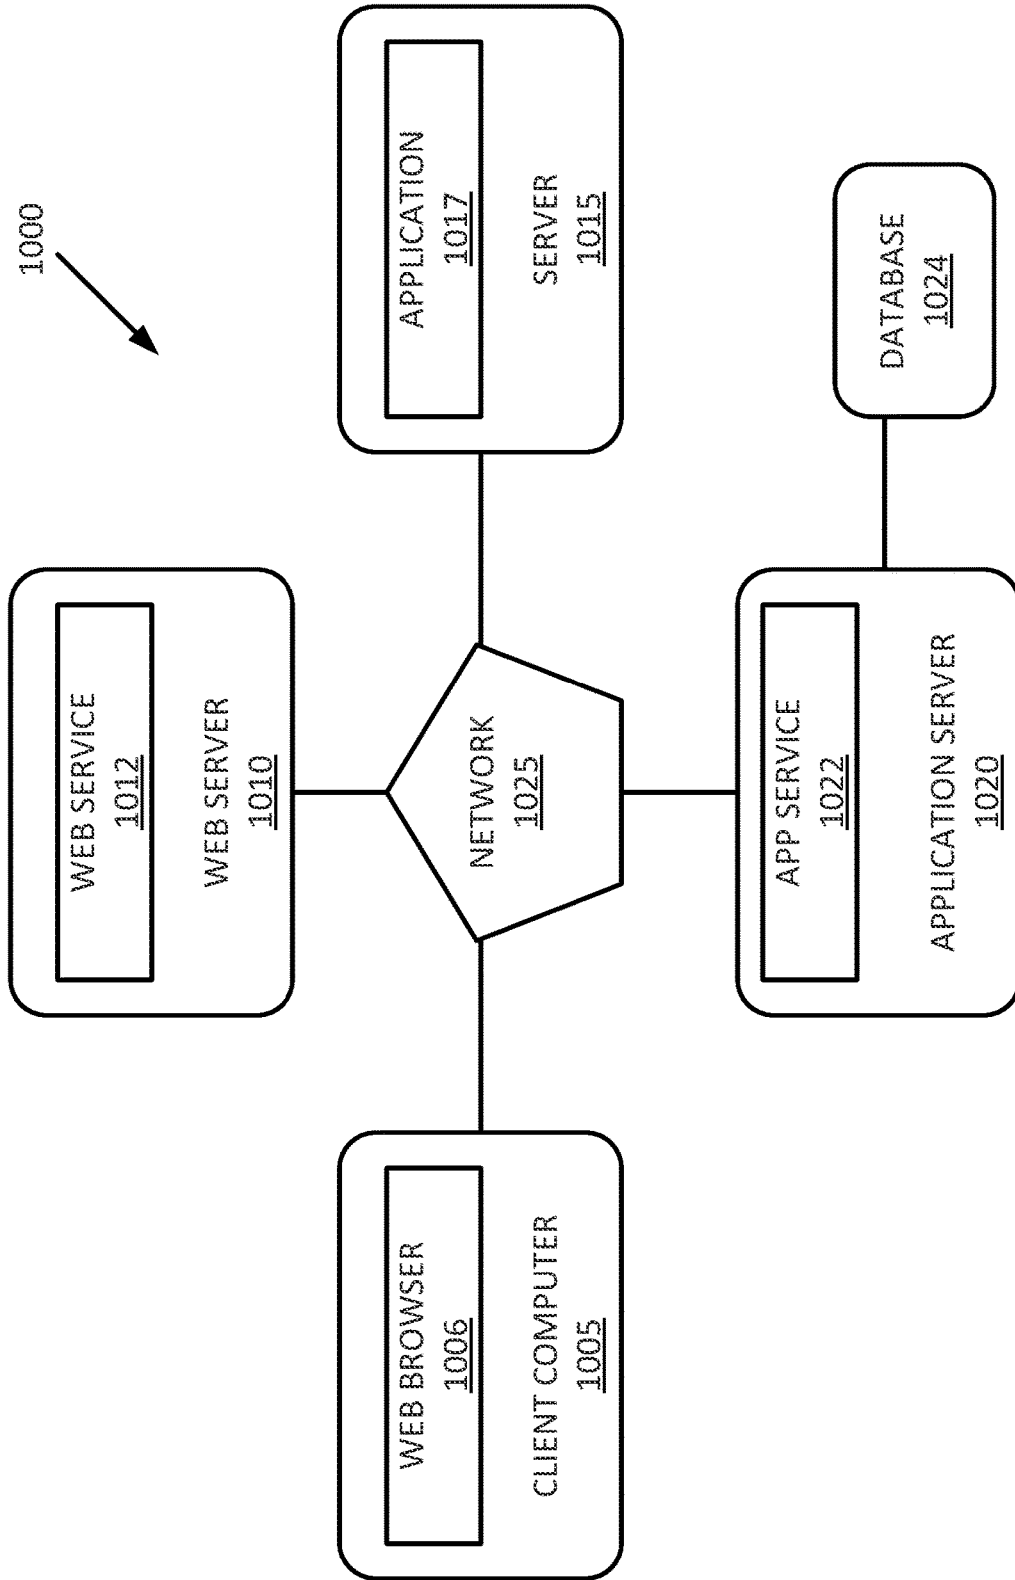 1000
WEB SERVICE
1012
WEB SERVER
1010
WEB BROWSER
1006
CLIENT COMPUTER
1005
NETWORK
1025
APPLICATION
1017
SERVER
1015
APP SERVICE
1022
APPLICATION SERVER
1020
DATABASE
1024